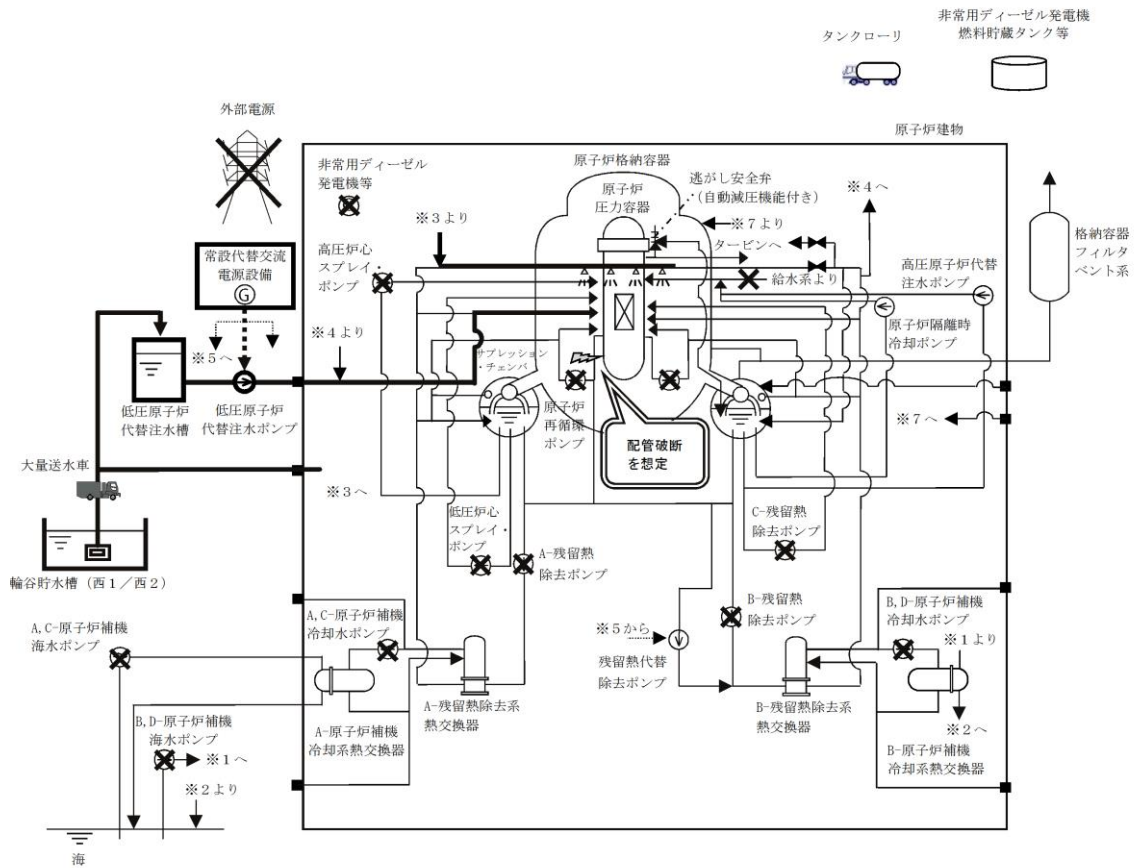 非常用ディーゼル発電機
燃料貯蔵タンク等
タンクローリ
外部電源
原子炉建物
非常用ディーゼル
発電機等
原子炉格納容器
原子炉
圧力容器
逃がし安全弁
(自動減圧機能付き)
※4へ
※3より
※7より
タービンへ
格納容器
フィルタ
ベント系
常設代替交流
電源設備
G
高圧炉心
スプレイ・
ポンプ
給水系より
高圧原子炉代替
注水ポンプ
原子炉隔離時
冷却ポンプ
※4より
※5へ
サプレッション
・チェンバ
低圧原子炉
代替注水槽
低圧原子炉
代替注水ポンプ
原子炉
再循環
ポンプ
配管破断
を想定
※7へ
大量送水車
※3へ
低圧炉心
スプレイ・
ポンプ
A-残留熱
除去ポンプ
C-残留熱
除去ポンプ
輪谷貯水槽(西1/西2)
A,C-原子炉補機
海水ポンプ
A,C-原子炉補機
冷却水ポンプ
B-残留熱
除去ポンプ
B,D-原子炉補機
冷却水ポンプ
※5から
残留熱代替
除去ポンプ
※1より
A-残留熱除去系
熱交換器
B-残留熱除去系
熱交換器
※2へ
B,D-原子炉補機
海水ポンプ
※1へ
A-原子炉補機
冷却系熱交換器
B-原子炉補機
冷却系熱交換器
※2より
海